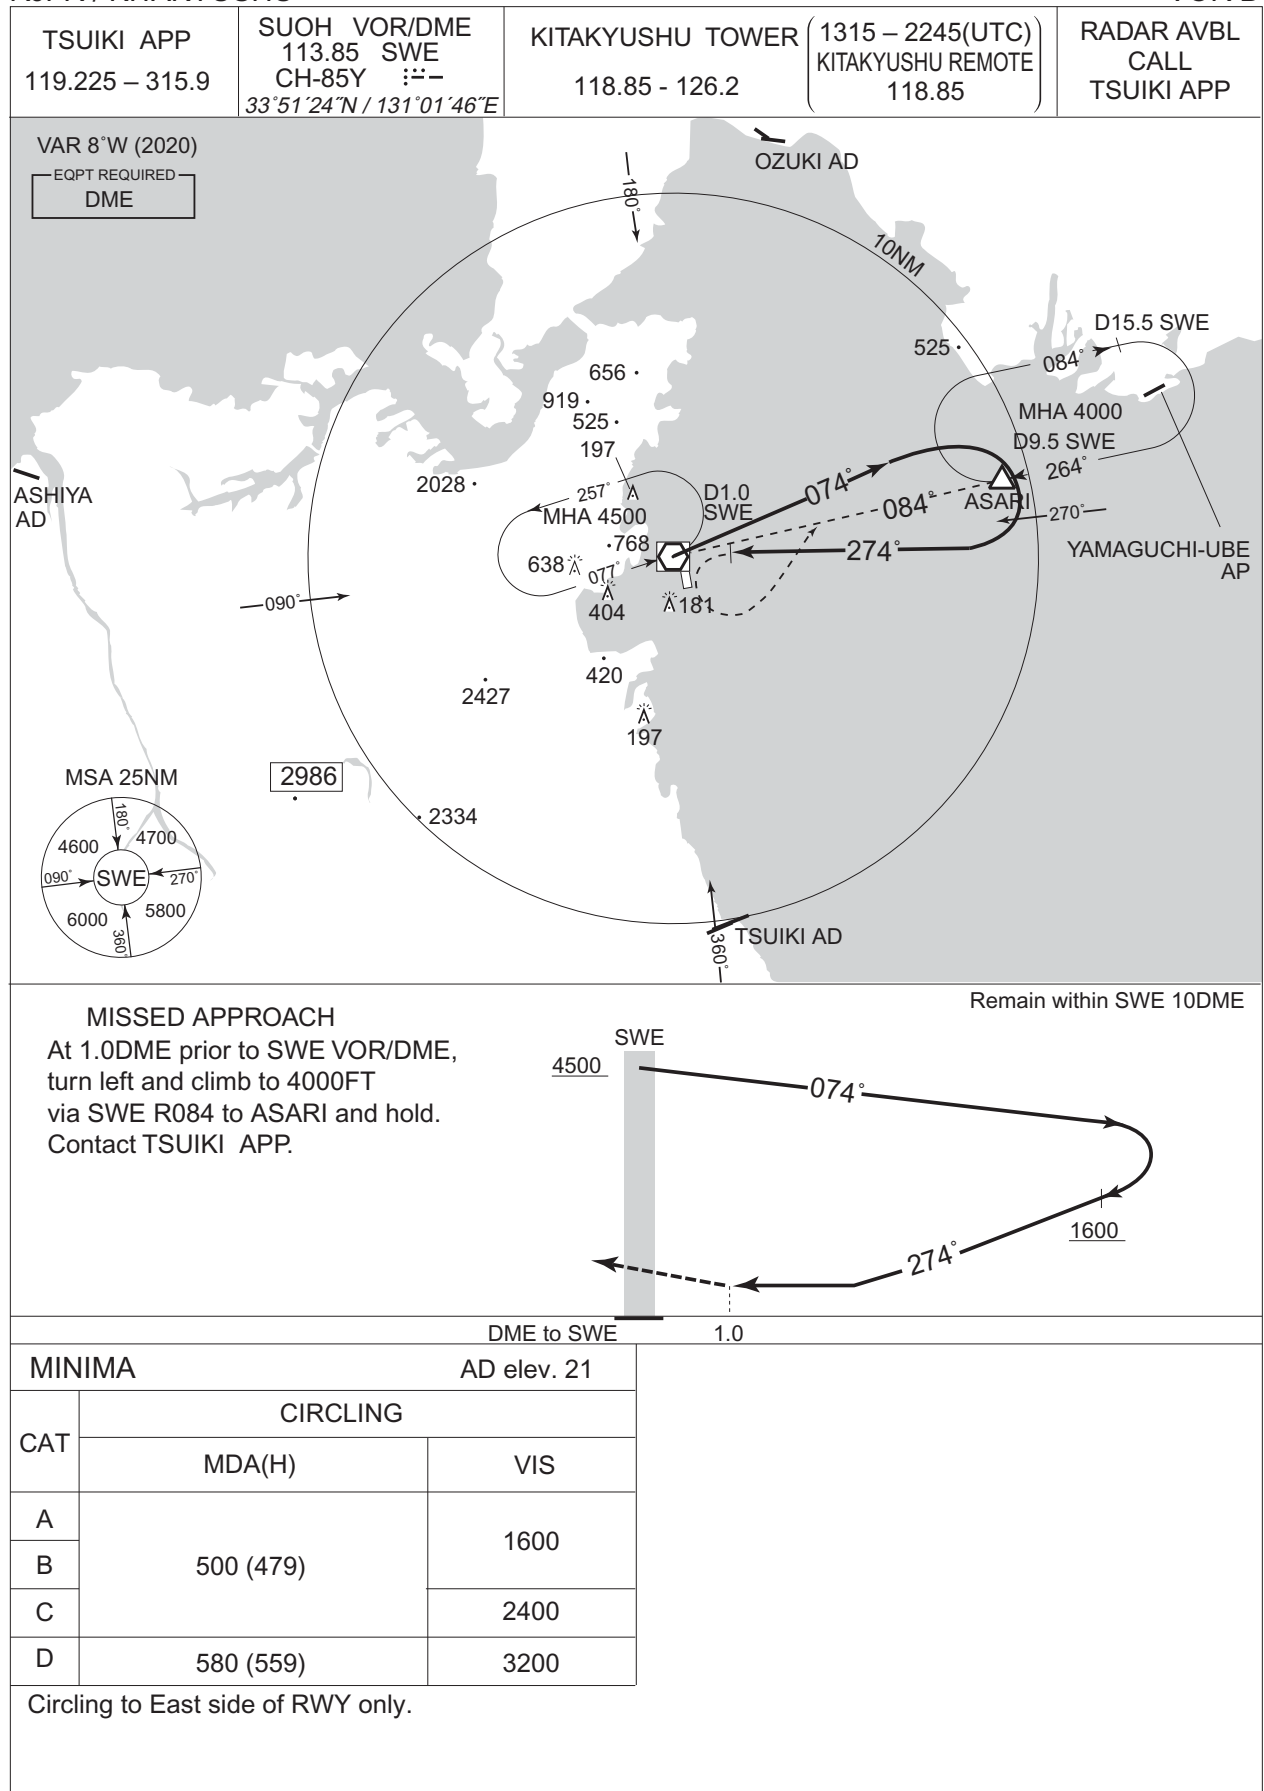 TSUIKI APP
119.225 – 315.9
SUOH VOR/DME
113.85 SWE
CH-85Y
33°51′24″N / 131°01′46″E
KITAKYUSHU TOWER
118.85 - 126.2
1315 – 2245(UTC)
KITAKYUSHU REMOTE
118.85
RADAR AVBL
CALL
TSUIKI APP
VAR 8°W (2020)
EQPT REQUIRED
DME
180°
OZUKI AD
10NM
D15.5 SWE
525
084°
656
919
525
197
MHA 4000
D9.5 SWE
264°
ASHIYA
AD
2028
257°
MHA 4500
D1.0
SWE
074°
084°
ASARI
270°
768
638
077°
274°
YAMAGUCHI-UBE
AP
090°
404
181
420
2427
197
MSA 25NM
2986
2334
180°
4600
4700
090°
SWE
270°
6000
5800
360°
TSUIKI AD
360°
Remain within SWE 10DME
MISSED APPROACH
At 1.0DME prior to SWE VOR/DME,
turn left and climb to 4000FT
via SWE R084 to ASARI and hold.
Contact TSUIKI APP.
SWE
4500
074°
1600
274°
DME to SWE
1.0
MINIMA
AD elev. 21
CAT
CIRCLING
MDA(H)
VIS
A
B
500 (479)
1600
C
2400
D
580 (559)
3200
Circling to East side of RWY only.